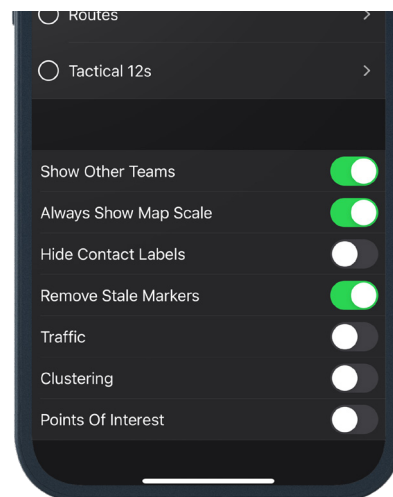 Routes
Tactical 12s
Show Other Teams
Always Show Map Scale
Hide Contact Labels
Remove Stale Markers
Traffic
Clustering
Points Of Interest